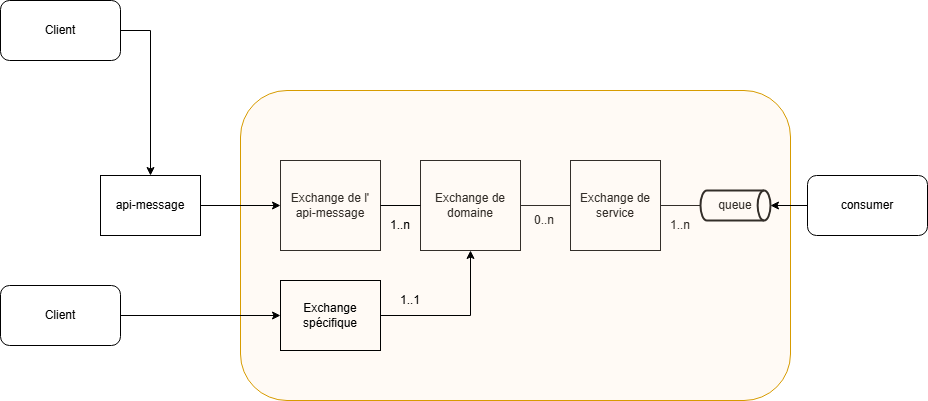 Client
api-message
Exchange de l'
api-message
1..n
Exchange de
domaine
0..n
Exchange de
service
1..n
queue
consumer
Client
Exchange
spécifique
1..1